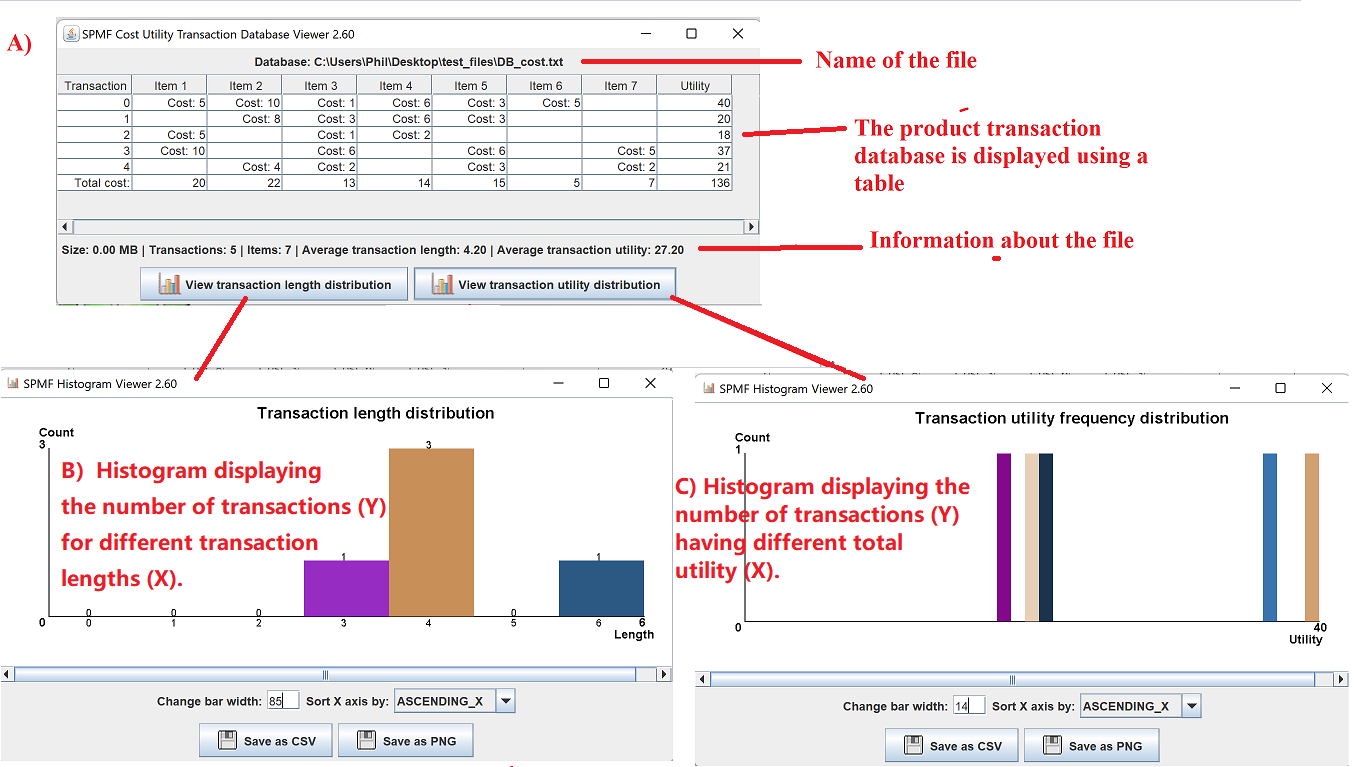 A)
SPMF Cost Utility Transaction Database Viewer 2.60
Database: C:\Users\Phil\Desktop\test_files\DB_cost.txt
Name of the file
Transaction Item 1 Item 2 Item 3 Item 4 Item 5 Item 6 Item 7 Utility
0 Cost: 5 Cost: 10 Cost: 1 Cost: 6 Cost: 3 Cost: 5 40
1 Cost: 8 Cost: 3 Cost: 6 Cost: 3 20
2 Cost: 5 Cost: 1 Cost: 2 18
3 Cost: 10 Cost: 6 Cost: 6 Cost: 5 37
4 Cost: 4 Cost: 2 Cost: 3 Cost: 2 21
Total cost: 20 22 13 14 15 5 7 136
The product transaction
database is displayed using a
table
Size: 0.00 MB | Transactions: 5 | Items: 7 | Average transaction length: 4.20 | Average transaction utility: 27.20
Information about the file
View transaction length distribution
View transaction utility distribution
SPMF Histogram Viewer 2.60
Transaction length distribution
Count
3
B) Histogram displaying
the number of transactions (Y)
for different transaction
lengths (X).
0 0 0 1 3 0 1
0 0 1 2 3 4 5 6 6
Length
Change bar width: 85 Sort X axis by: ASCENDING_X
Save as CSV Save as PNG
SPMF Histogram Viewer 2.60
Transaction utility frequency distribution
Count
1
C) Histogram displaying the
number of transactions (Y)
having different total
utility (X).
0 40
Utility
Change bar width: 14 Sort X axis by: ASCENDING_X
Save as CSV Save as PNG